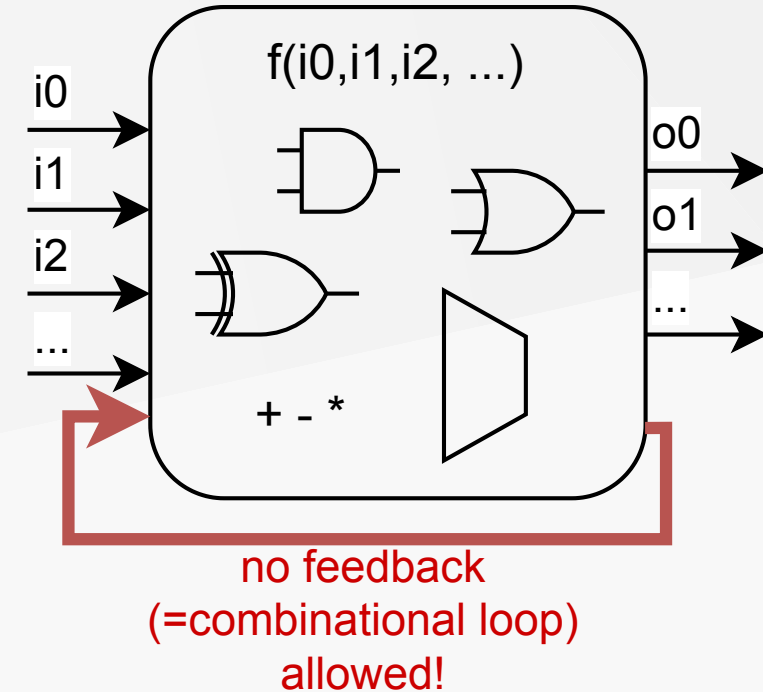 f(i0,i1,i2, ...)
i0
i1
i2
...
o0
o1
...
+ - *
no feedback
(=combinational loop)
allowed!